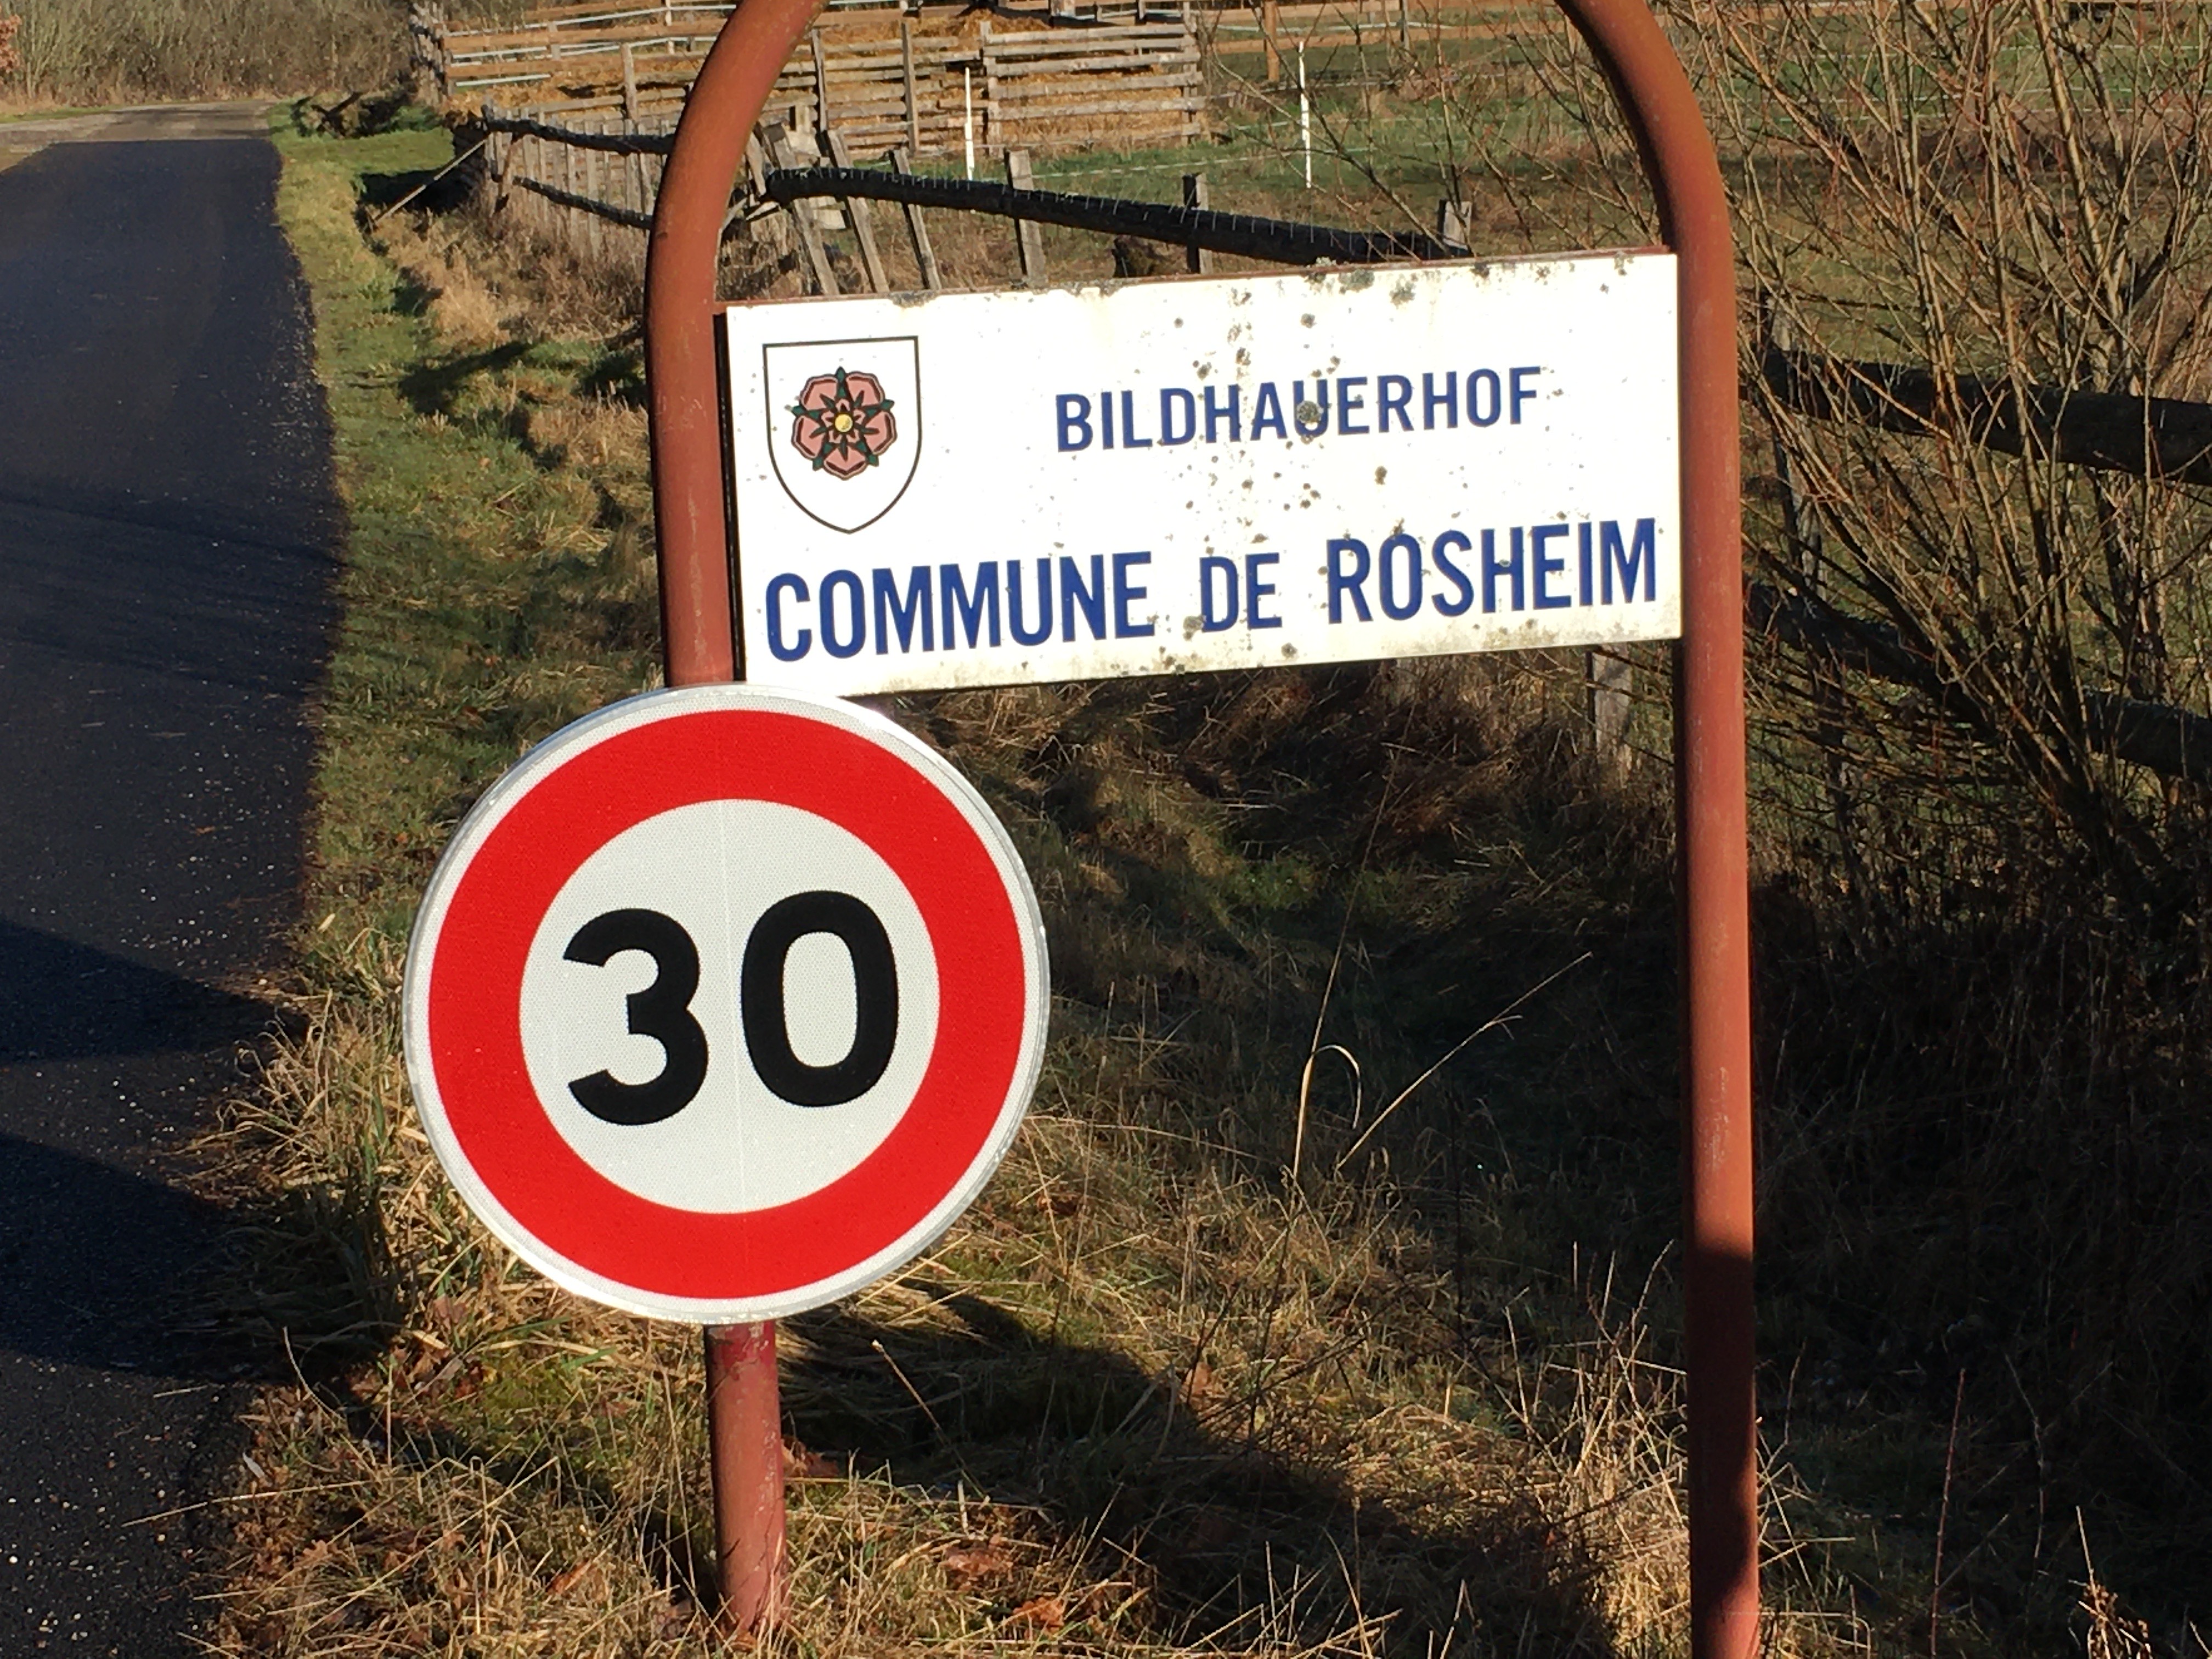 BILDHAUERHOF
COMMUNE DE ROSHEIM
30